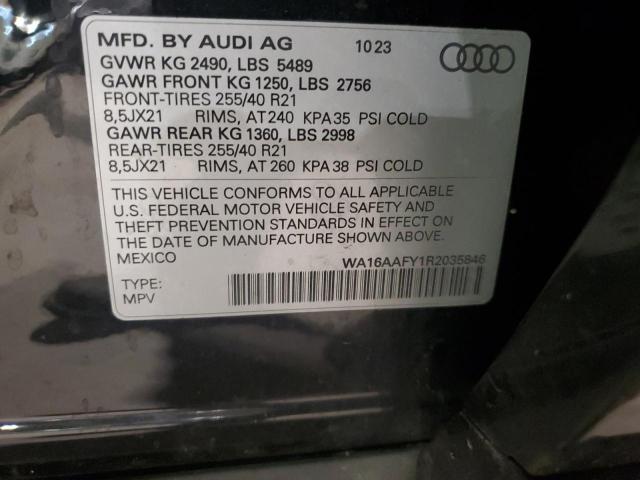 MFD. BY AUDI AG 10 23
GVWR KG 2490, LBS 5489
GAWR FRONT KG 1250, LBS 2756
FRONT-TIRES 255/40 R21
8,5JX21 RIMS, AT 240 KPA 35 PSI COLD
GAWR REAR KG 1360, LBS 2998
REAR-TIRES 255/40 R21
8,5JX21 RIMS, AT 260 KPA 38 PSI COLD
THIS VEHICLE CONFORMS TO ALL APPLICABLE
U.S. FEDERAL MOTOR VEHICLE SAFETY AND
THEFT PREVENTION STANDARDS IN EFFECT ON
THE DATE OF MANUFACTURE SHOWN ABOVE.
MEXICO
WA16AAFY1R2035846
TYPE:
MPV